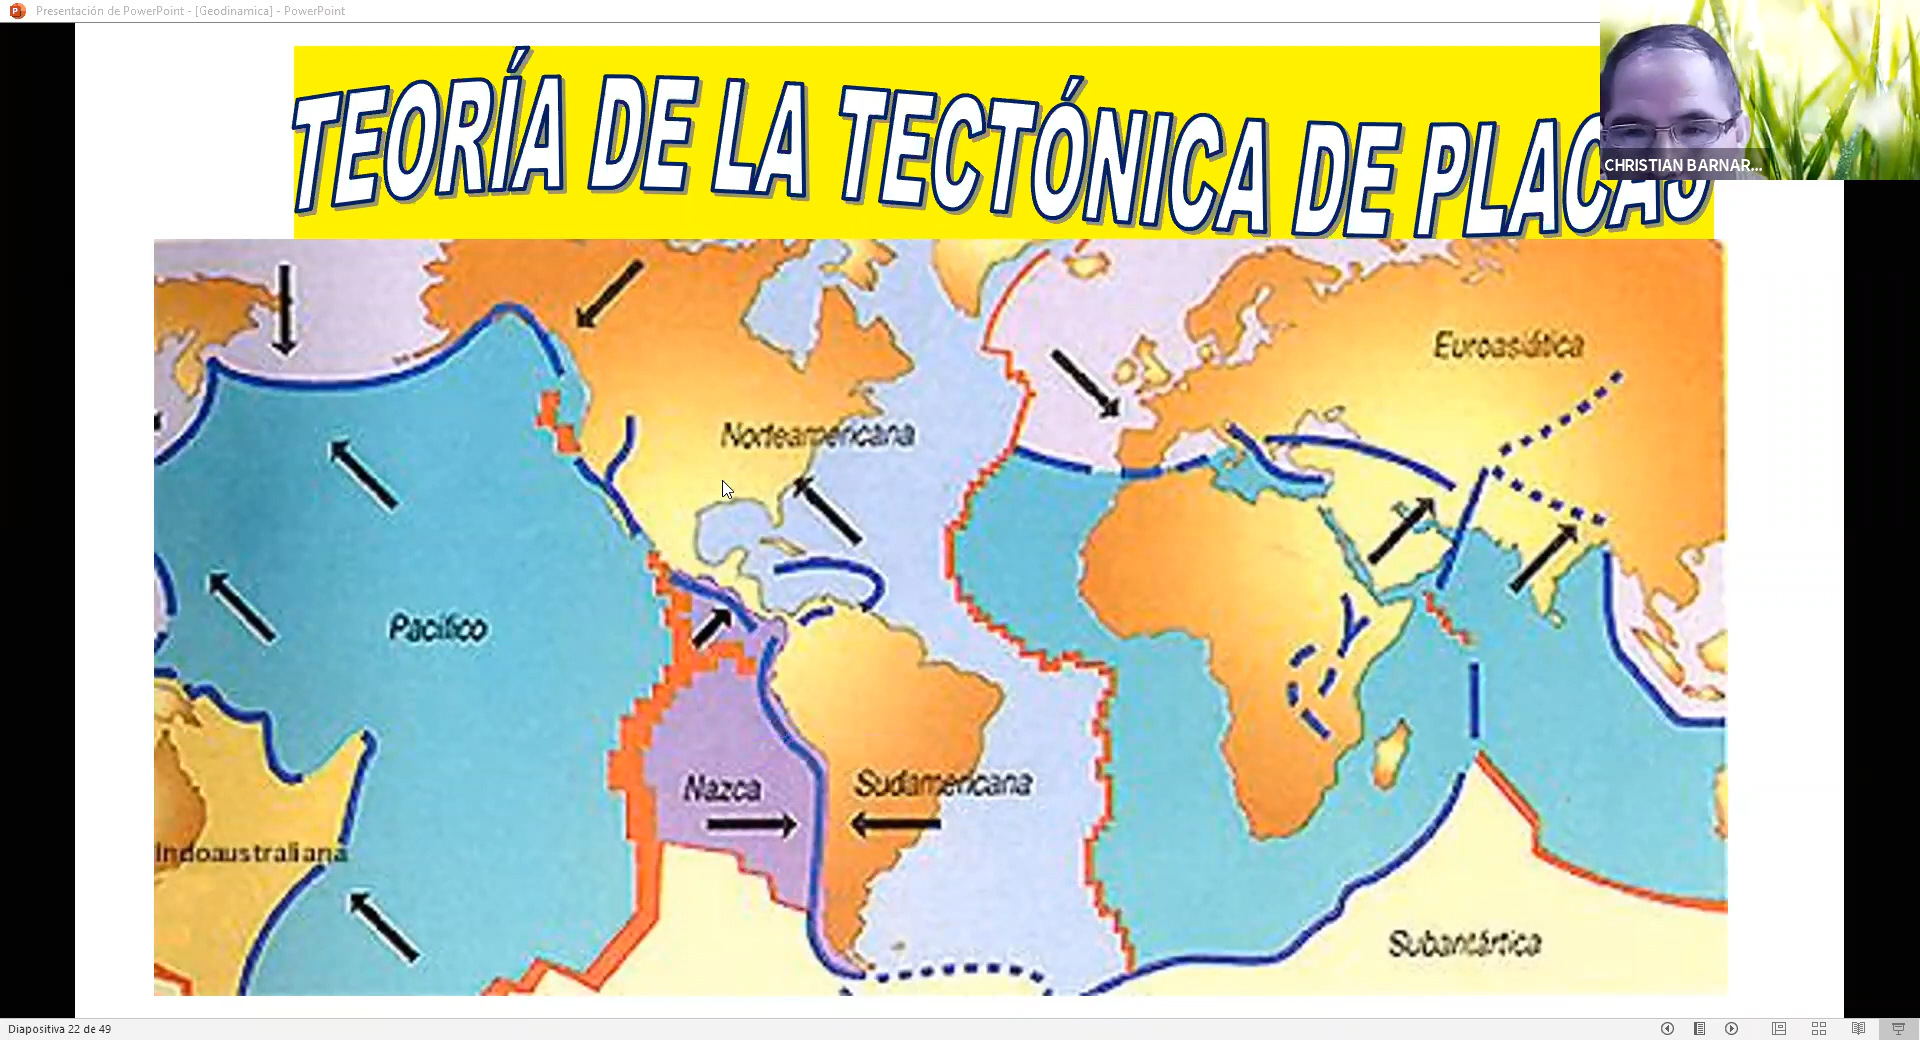 Presentación de PowerPoint - [Geodinamica] - PowerPoint
TEORÍA DE LA TECTÓNICA DE PLACAS
CHRISTIAN BARNAR...
Euroasiática
Norteamericana
Pacífico
Nazca
Sudamericana
Indoaustraliana
Subantártica
Diapositiva 22 de 49